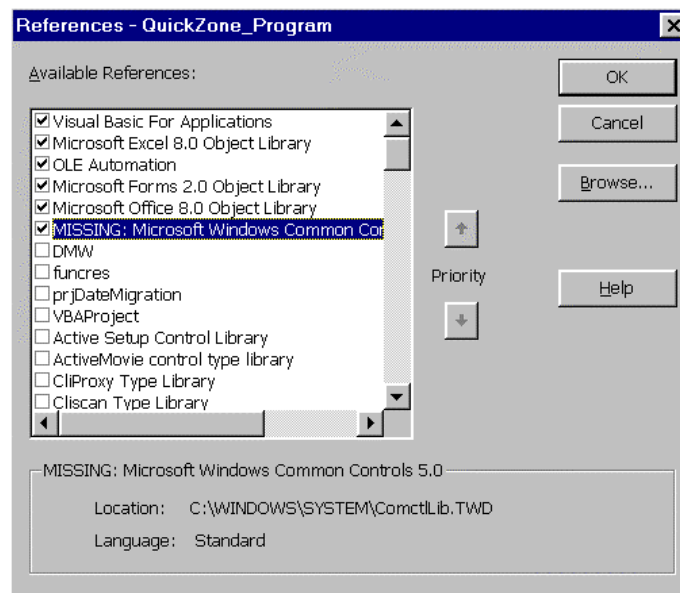 References - QuickZone_Program
Available References:
OK
Cancel
Browse...
Help
Visual Basic For Applications
Microsoft Excel 8.0 Object Library
OLE Automation
Microsoft Forms 2.0 Object Library
Microsoft Office 8.0 Object Library
MISSING: Microsoft Windows Common Cor
DMW
funcres
prjDateMigration
VBAProject
Active Setup Control Library
ActiveMovie control type library
CliProxy Type Library
Cliscan Type Library
Priority
MISSING: Microsoft Windows Common Controls 5.0
Location: C:\WINDOWS\SYSTEM\ComctlLib.TWD
Language: Standard